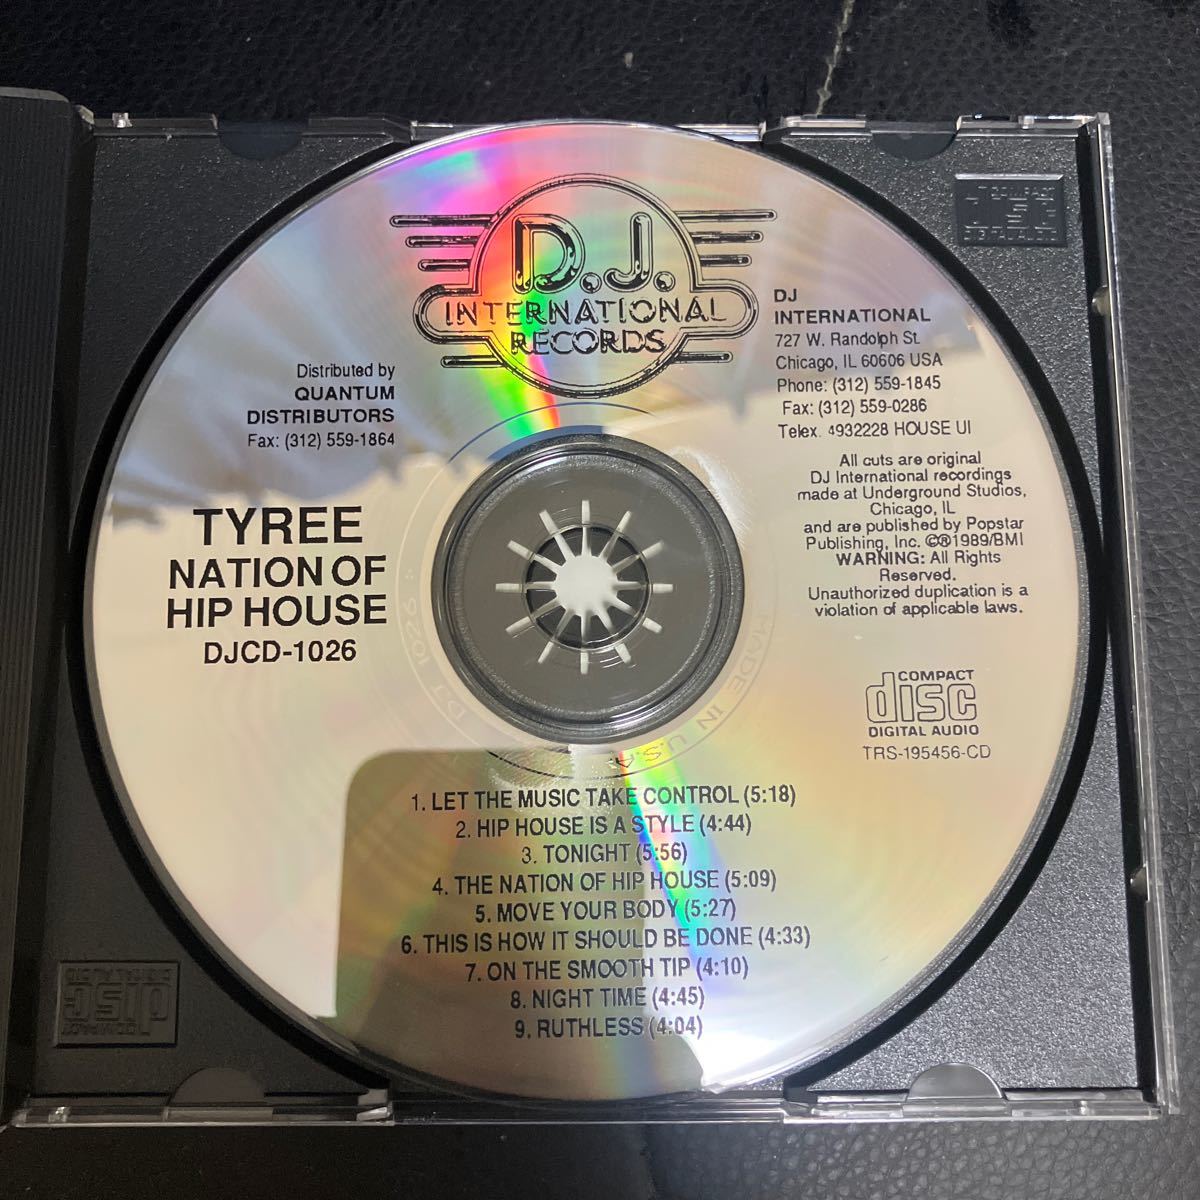 D.J.
INTERNATIONAL
RECORDS
Distributed by
QUANTUM
DISTRIBUTORS
Fax: (312) 559-1864
DJ
INTERNATIONAL
727 W. Randolph St.
Chicago, IL 60606 USA
Phone: (312) 559-1845
Fax: (312) 559-0286
Telex. 4932228 HOUSE UI
All cuts are original
DJ International recordings
made at Underground Studios,
Chicago, IL
and are published by Popstar
Publishing, Inc. ©℗1989/BMI
WARNING: All Rights
Reserved.
Unauthorized duplication is a
violation of applicable laws.
TYREE
NATION OF
HIP HOUSE
DJCD-1026
DJ 1026
MADE IN U.S.A.
COMPACT
disc
DIGITAL AUDIO
TRS-195456-CD
1. LET THE MUSIC TAKE CONTROL (5:18)
2. HIP HOUSE IS A STYLE (4:44)
3. TONIGHT (5:56)
4. THE NATION OF HIP HOUSE (5:09)
5. MOVE YOUR BODY (5:27)
6. THIS IS HOW IT SHOULD BE DONE (4:33)
7. ON THE SMOOTH TIP (4:10)
8. NIGHT TIME (4:45)
9. RUTHLESS (4:04)
COMPACT
disc